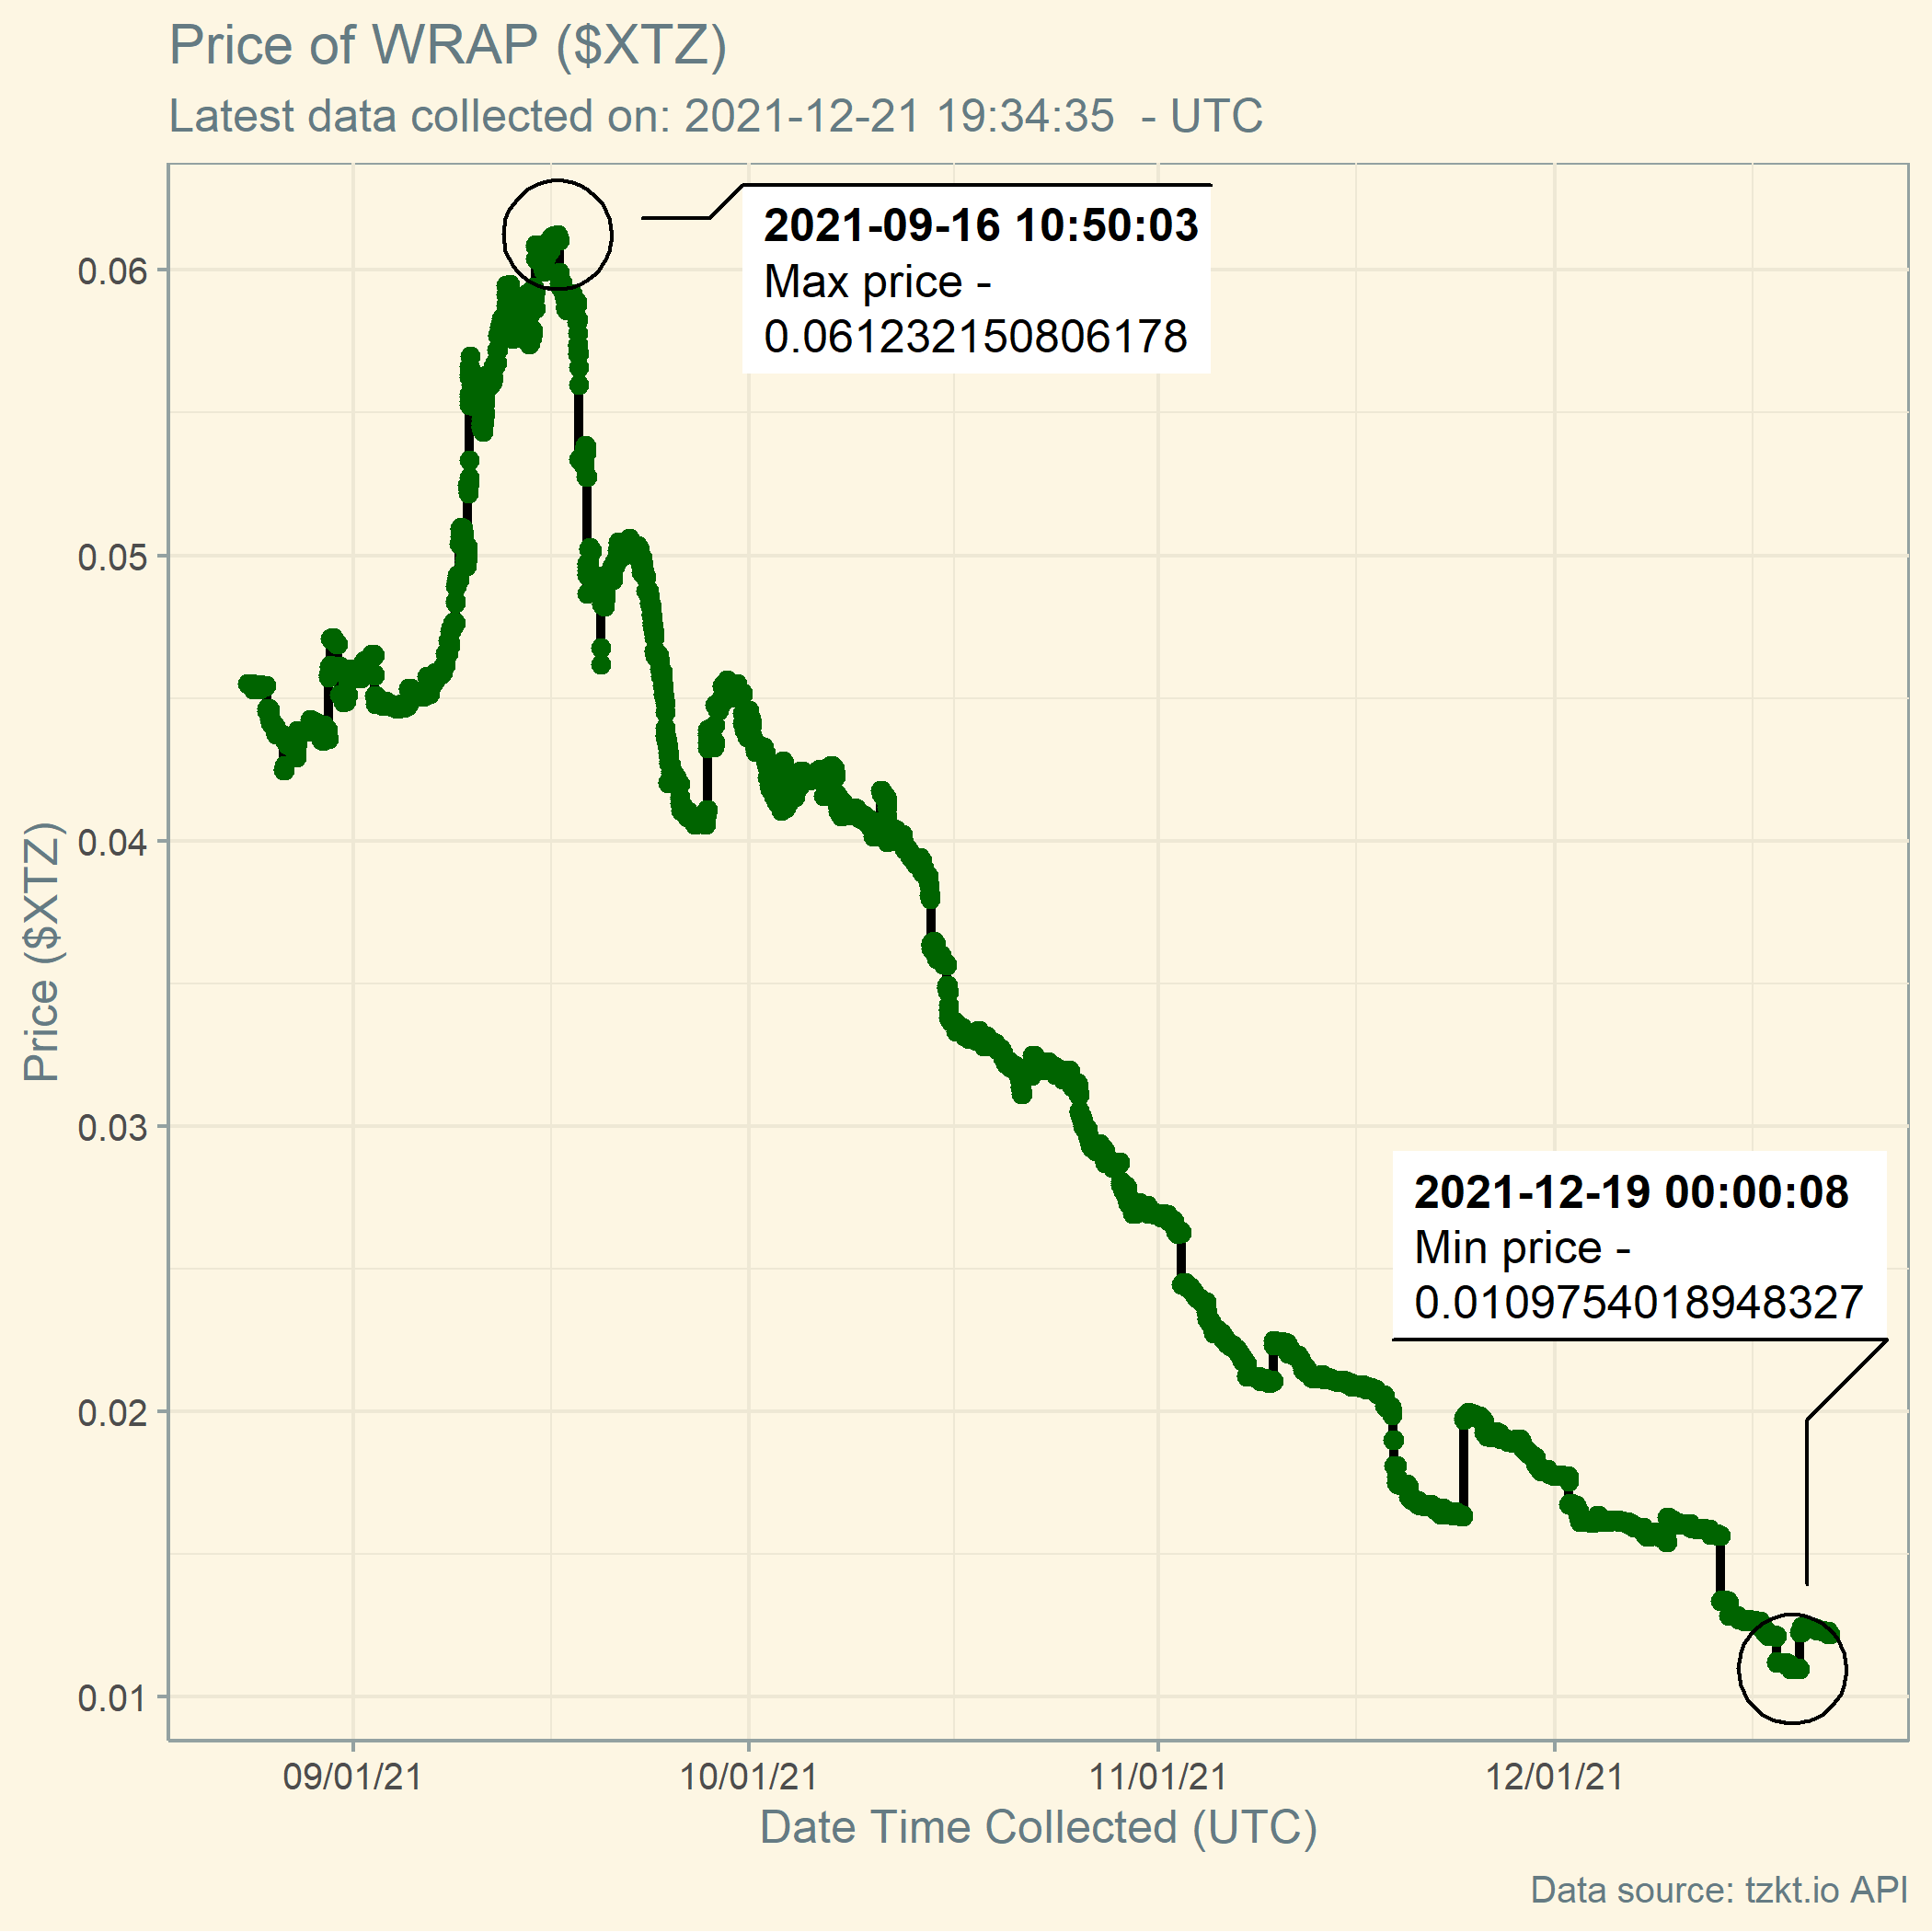 Price of WRAP ($XTZ)
Latest data collected on: 2021-12-21 19:34:35  - UTC
2021-09-16 10:50:03
Max price -
0.061232150806178
0.06
0.05
0.04
0.03
0.02
0.01
Price ($XTZ)
2021-12-19 00:00:08
Min price -
0.0109754018948327
09/01/21
10/01/21
11/01/21
12/01/21
Date Time Collected (UTC)
Data source: tzkt.io API